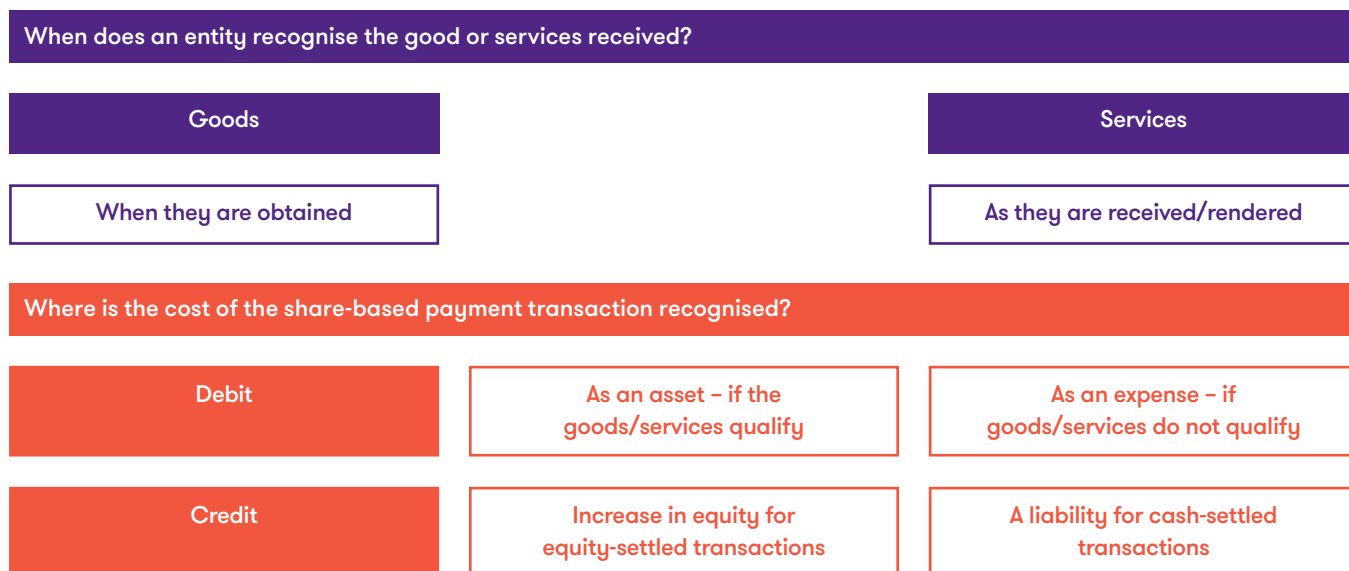 When does an entity recognise the good or services received?
Goods
Services
When they are obtained
As they are received/rendered
Where is the cost of the share-based payment transaction recognised?
Debit
As an asset – if the
goods/services qualify
As an expense – if
goods/services do not qualify
Credit
Increase in equity for
equity-settled transactions
A liability for cash-settled
transactions